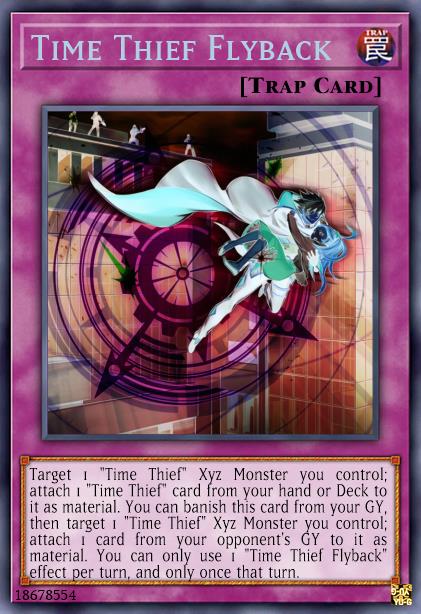 TIME THIEF FLYBACK
TRAP
罠
[TRAP CARD]
Target 1 "Time Thief" Xyz Monster you control;
attach 1 "Time Thief" card from your hand or Deck to
it as material. You can banish this card from your GY,
then target 1 "Time Thief" Xyz Monster you control;
attach 1 card from your opponent's GY to it as
material. You can only use 1 "Time Thief Flyback"
effect per turn, and only once that turn.
18678554